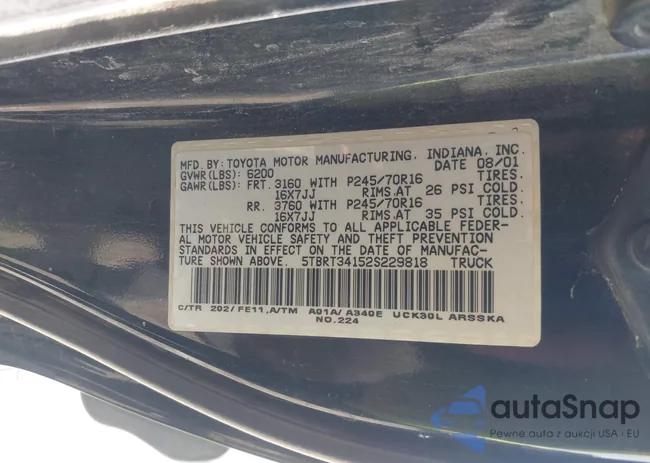 MFD. BY: TOYOTA MOTOR MANUFACTURING, INDIANA, INC.
GVWR(LBS): 6200 DATE 08/01
GAWR(LBS): FRT. 3160 WITH P245/70R16 TIRES.
16X7JJ RIMS.AT 26 PSI COLD.
RR. 3760 WITH P245/70R16 TIRES.
16X7JJ RIMS.AT 35 PSI COLD.
THIS VEHICLE CONFORMS TO ALL APPLICABLE FEDER-
AL MOTOR VEHICLE SAFETY AND THEFT PREVENTION
STANDARDS IN EFFECT ON THE DATE OF MANUFAC-
TURE SHOWN ABOVE. 5TBRT34152S229818 TRUCK
C/TR 202/FE11,A/TM A01A/A340E UCK30L ARSSKA
NO.224
autaSnap
Pewne auta z aukcji USA i EU